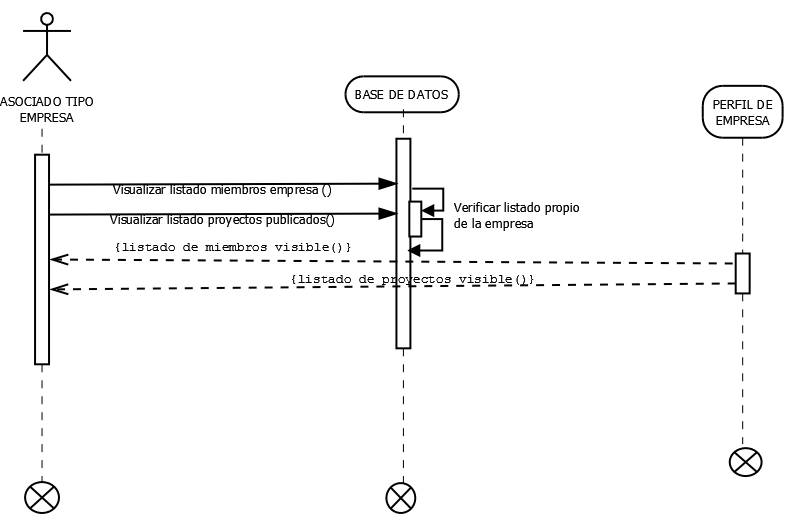 ASOCIADO TIPO
EMPRESA
BASE DE DATOS
PERFIL DE
EMPRESA
Visualizar listado miembros empresa ()
Visualizar listado proyectos publicados()
Verificar listado propio
de la empresa
{listado de miembros visible()}
{listado de proyectos visible()}